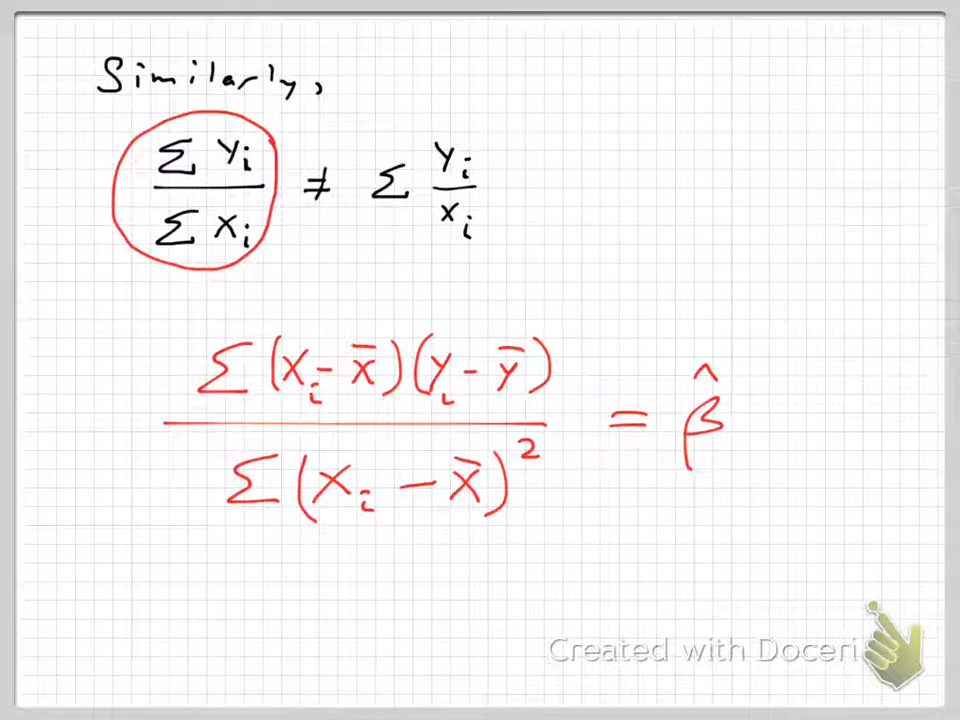 Similarly,
Σ yᵢ / Σ xᵢ ≠ Σ yᵢ / xᵢ
Σ(xᵢ - x̄)(yᵢ - ȳ) / Σ(xᵢ - x̄)² = β̂
Created with Doceri